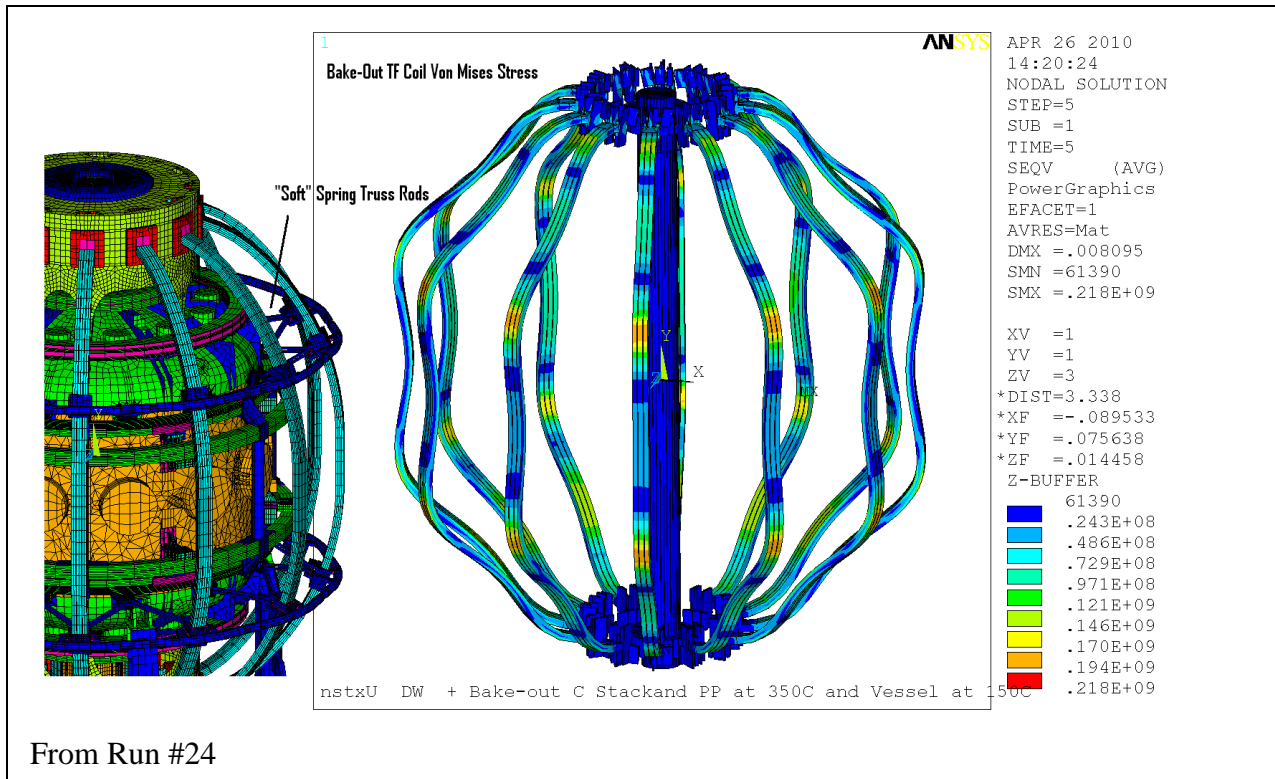 1
ANSYS
Bake-Out TF Coil Von Mises Stress
"Soft" Spring Truss Rods
Y
X
Z
MX
Y
nstxU DW + Bake-out C Stackand PP at 350C and Vessel at 150C
APR 26 2010
14:20:24
NODAL SOLUTION
STEP=5
SUB =1
TIME=5
SEQV (AVG)
PowerGraphics
EFACET=1
AVRES=Mat
DMX =.008095
SMN =61390
SMX =.218E+09
XV =1
YV =1
ZV =3
*DIST=3.338
*XF =-.089533
*YF =.075638
*ZF =.014458
Z-BUFFER
61390
.243E+08
.486E+08
.729E+08
.971E+08
.121E+09
.146E+09
.170E+09
.194E+09
.218E+09
From Run #24